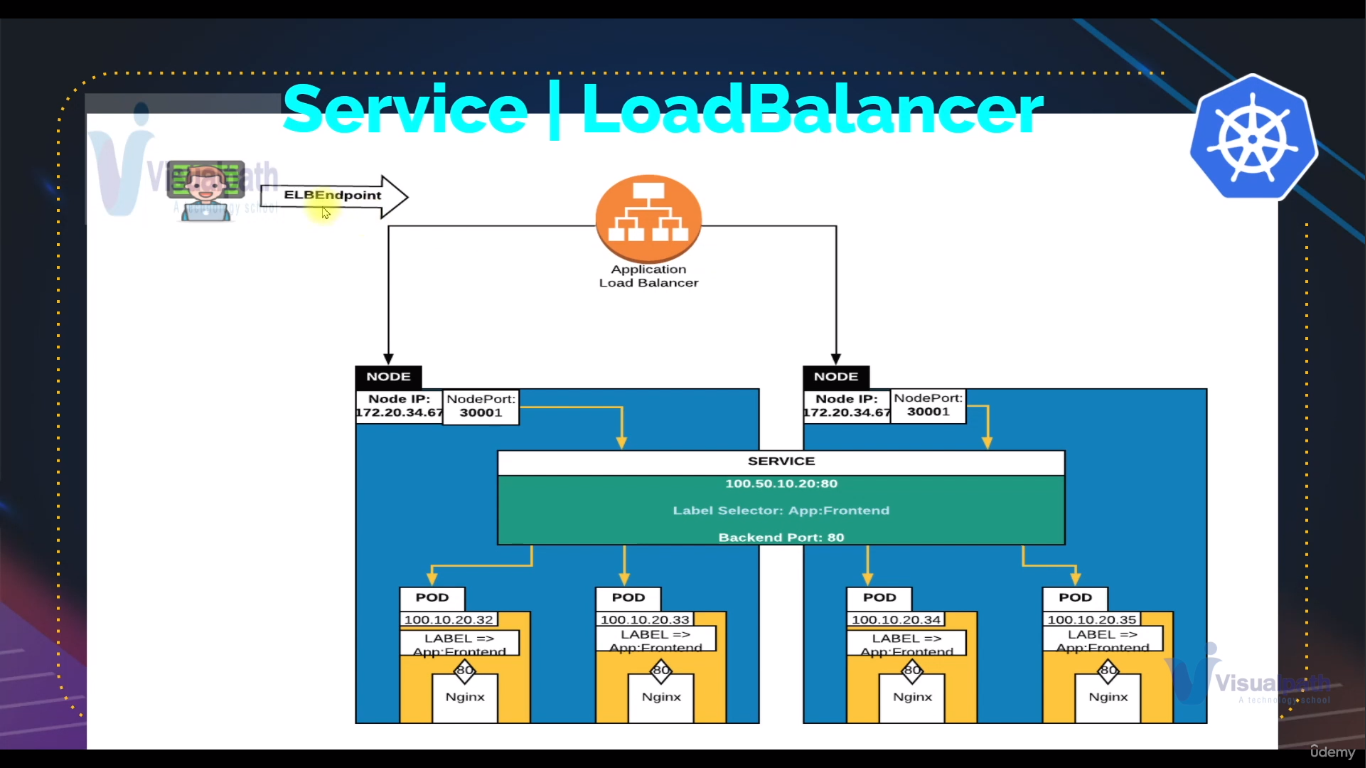 Service | LoadBalancer
Visualpath
A technology school
ELBEndpoint
Application
Load Balancer
NODE
Node IP:
172.20.34.67
NodePort:
30001
NODE
Node IP:
172.20.34.67
NodePort:
30001
SERVICE
100.50.10.20:80
Label Selector: App:Frontend
Backend Port: 80
POD
100.10.20.32
LABEL =>
App:Frontend
80
Nginx
POD
100.10.20.33
LABEL =>
App:Frontend
80
Nginx
POD
100.10.20.34
LABEL =>
App:Frontend
80
Nginx
POD
100.10.20.35
LABEL =>
App:Frontend
80
Nginx
Visualpath
A technology school
ûdemy